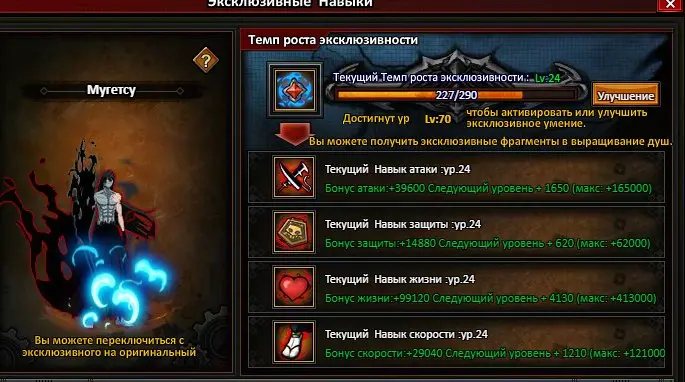 Эксклюзивные Навыки
Темп роста эксклюзивности
?
Мугетсу
Текущий Темп роста эксклюзивности : Lv:24
227/290
Улучшение
Достигнут ур Lv:70 чтобы активировать или улучшить
эксклюзивное умение.
Вы можете получить эксклюзивные фрагменты в выращивание душ.
Текущий Навык атаки :ур.24
Бонус атаки:+39600 Следующий уровень + 1650 (макс: +165000)
Текущий Навык защиты :ур.24
Бонус защиты:+14880 Следующий уровень + 620 (макс: +62000)
Текущий Навык жизни :ур.24
Бонус жизни:+99120 Следующий уровень + 4130 (макс: +413000)
Текущий Навык скорости :ур.24
Бонус скорости:+29040 Следующий уровень + 1210 (макс: +121000
Вы можете переключиться с
эксклюзивного на оригинальный